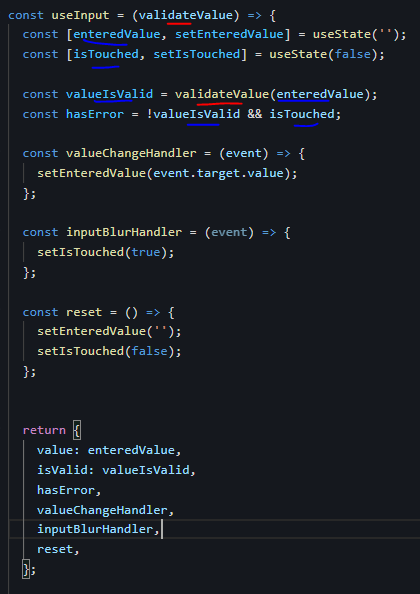 const useInput = (validateValue) => {
  const [enteredValue, setEnteredValue] = useState('');
  const [isTouched, setIsTouched] = useState(false);

  const valueIsValid = validateValue(enteredValue);
  const hasError = !valueIsValid && isTouched;

  const valueChangeHandler = (event) => {
    setEnteredValue(event.target.value);
  };

  const inputBlurHandler = (event) => {
    setIsTouched(true);
  };

  const reset = () => {
    setEnteredValue('');
    setIsTouched(false);
  };

  return {
    value: enteredValue,
    isValid: valueIsValid,
    hasError,
    valueChangeHandler,
    inputBlurHandler,
    reset,
  };